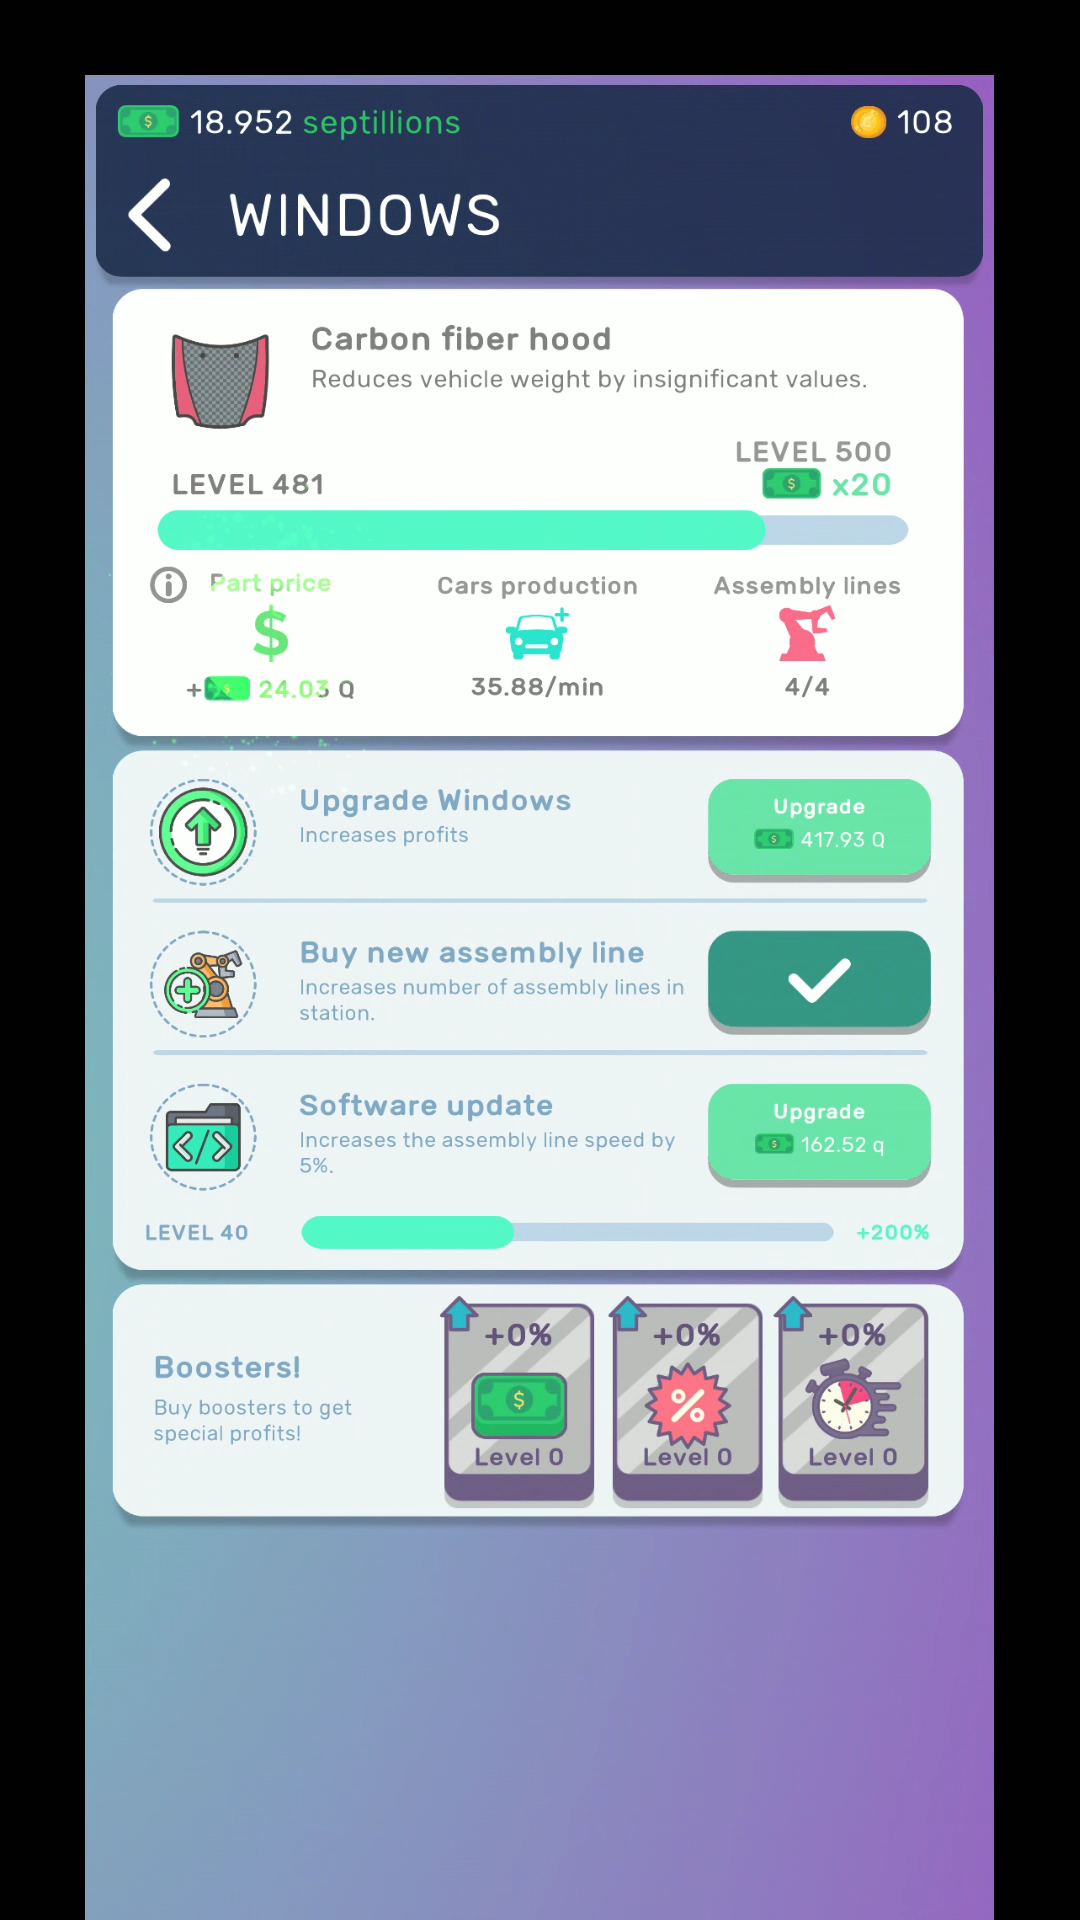 18.952 septillions
108
WINDOWS
Carbon fiber hood
Reduces vehicle weight by insignificant values.
LEVEL 500
LEVEL 481
x20
Part price
Cars production
Assembly lines
+ 24.03 Q
35.88/min
4/4
Upgrade Windows
Increases profits
Upgrade
417.93 Q
Buy new assembly line
Increases number of assembly lines in
station.
Software update
Increases the assembly line speed by
5%.
Upgrade
162.52 q
LEVEL 40
+200%
Boosters!
Buy boosters to get
special profits!
+0%
Level 0
+0%
Level 0
+0%
Level 0